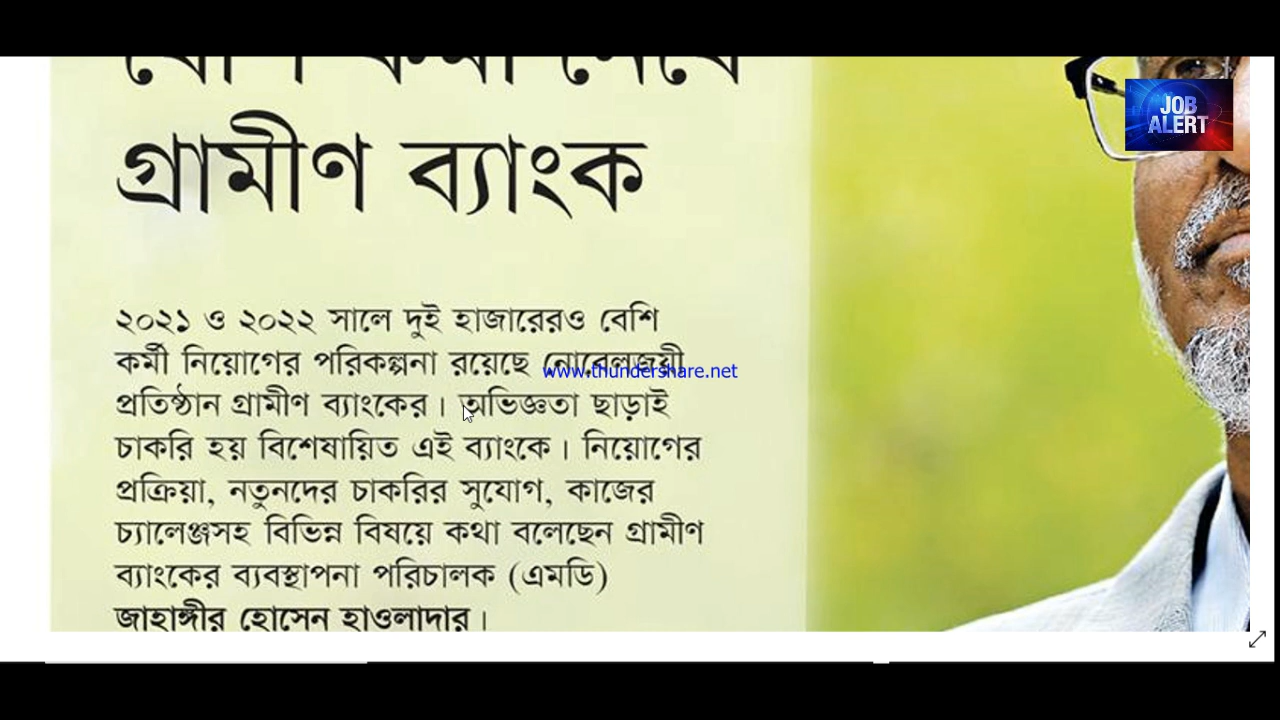 গ্রামীণ ব্যাংক
JOB
ALERT
২০২১ ও ২০২২ সালে দুই হাজারেরও বেশি
কর্মী নিয়োগের পরিকল্পনা রয়েছে নোবেলজয়ী
www.thundershare.net
প্রতিষ্ঠান গ্রামীণ ব্যাংকের। অভিজ্ঞতা ছাড়াই
চাকরি হয় বিশেষায়িত এই ব্যাংকে। নিয়োগের
প্রক্রিয়া, নতুনদের চাকরির সুযোগ, কাজের
চ্যালেঞ্জসহ বিভিন্ন বিষয়ে কথা বলেছেন গ্রামীণ
ব্যাংকের ব্যবস্থাপনা পরিচালক (এমডি)
জাহাঙ্গীর হোসেন হাওলাদার।